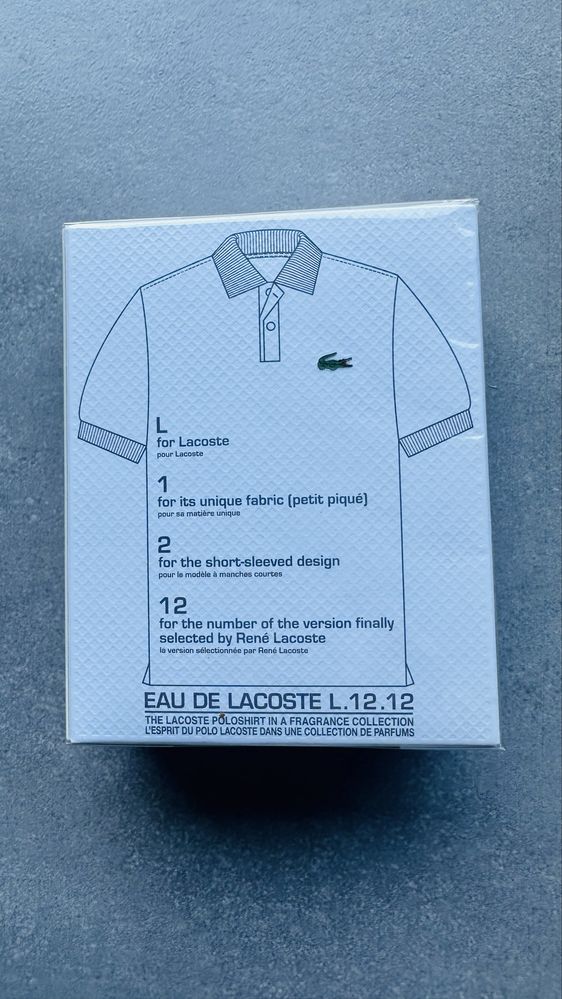 L
for Lacoste
pour Lacoste
1
for its unique fabric (petit piqué)
pour sa matière unique
2
for the short-sleeved design
pour le modèle à manches courtes
12
for the number of the version finally
selected by René Lacoste
la version sélectionnée par René Lacoste
EAU DE LACOSTE L.12.12
THE LACOSTE POLOSHIRT IN A FRAGRANCE COLLECTION
L'ESPRIT DU POLO LACOSTE DANS UNE COLLECTION DE PARFUMS